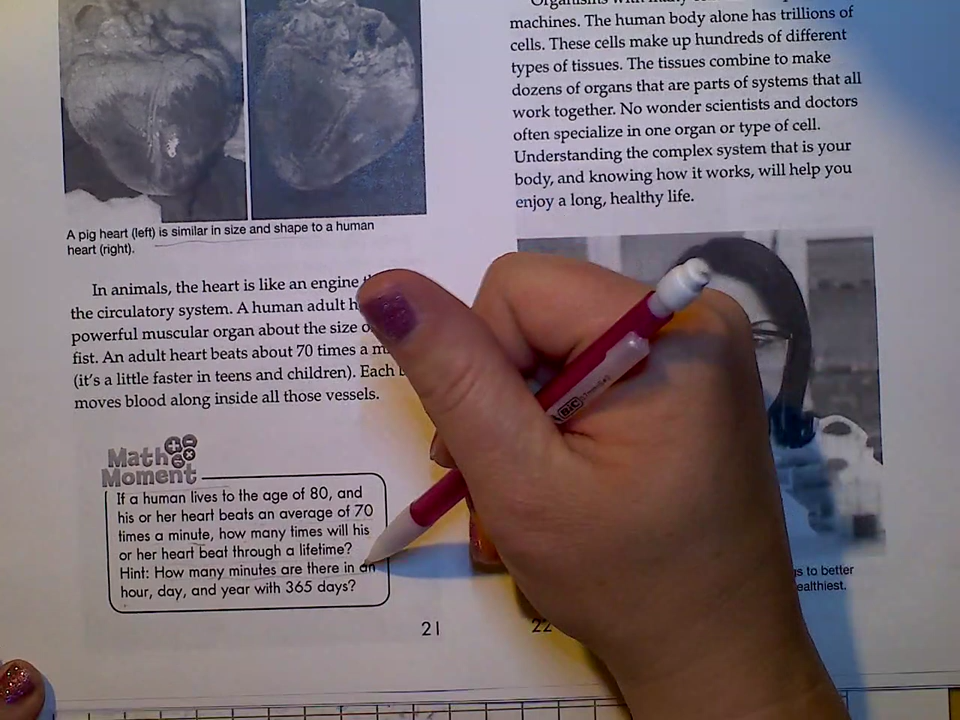 A pig heart (left) is similar in size and shape to a human
heart (right).
In animals, the heart is like an engine
the circulatory system. A human adult
powerful muscular organ about the size
fist. An adult heart beats about 70 times a
(it's a little faster in teens and children). Each
moves blood along inside all those vessels.
Math
Moment
If a human lives to the age of 80, and
his or her heart beats an average of 70
times a minute, how many times will his
or her heart beat through a lifetime?
Hint: How many minutes are there in an
hour, day, and year with 365 days?
21
machines. The human body alone has trillions of
cells. These cells make up hundreds of different
types of tissues. The tissues combine to make
dozens of organs that are parts of systems that all
work together. No wonder scientists and doctors
often specialize in one organ or type of cell.
Understanding the complex system that is your
body, and knowing how it works, will help you
enjoy a long, healthy life.
BIC
to better
22